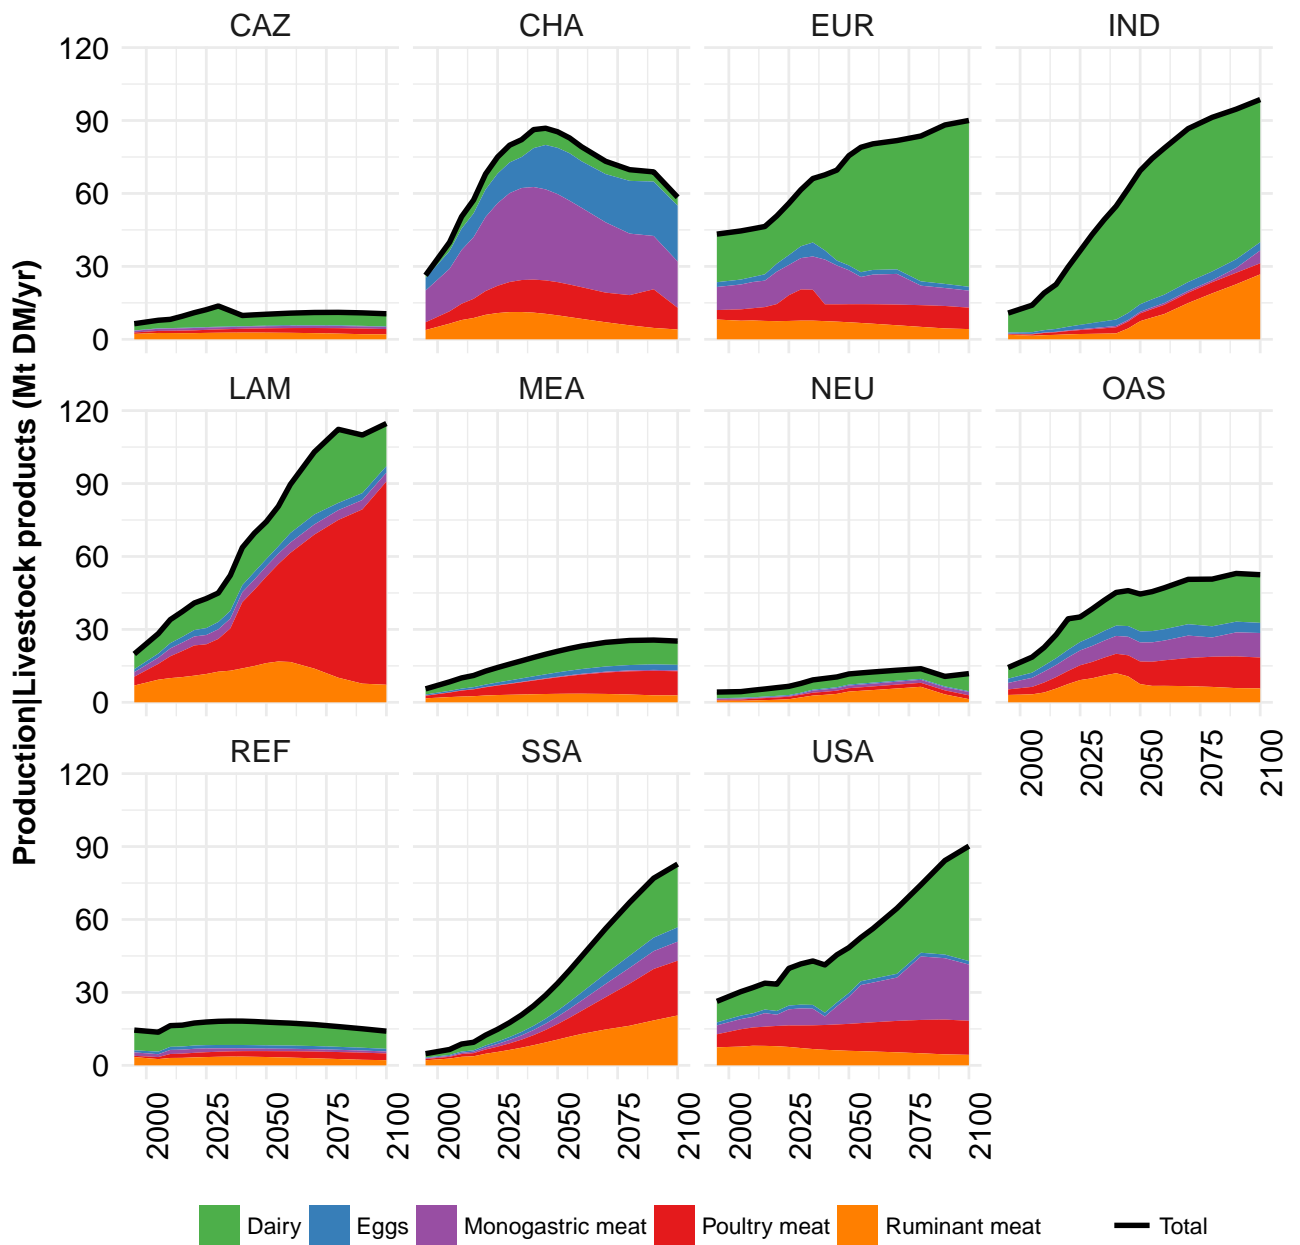 CAZ CHA EUR IND
120
90
60
30
0
LAM MEA NEU OAS
120
90
60
30
0
2000 2025 2050 2075 2100
REF SSA USA
120
90
60
30
0
2000 2025 2050 2075 2100 2000 2025 2050 2075 2100 2000 2025 2050 2075 2100
Production|Livestock products (Mt DM/yr)
Dairy Eggs Monogastric meat Poultry meat Ruminant meat Total